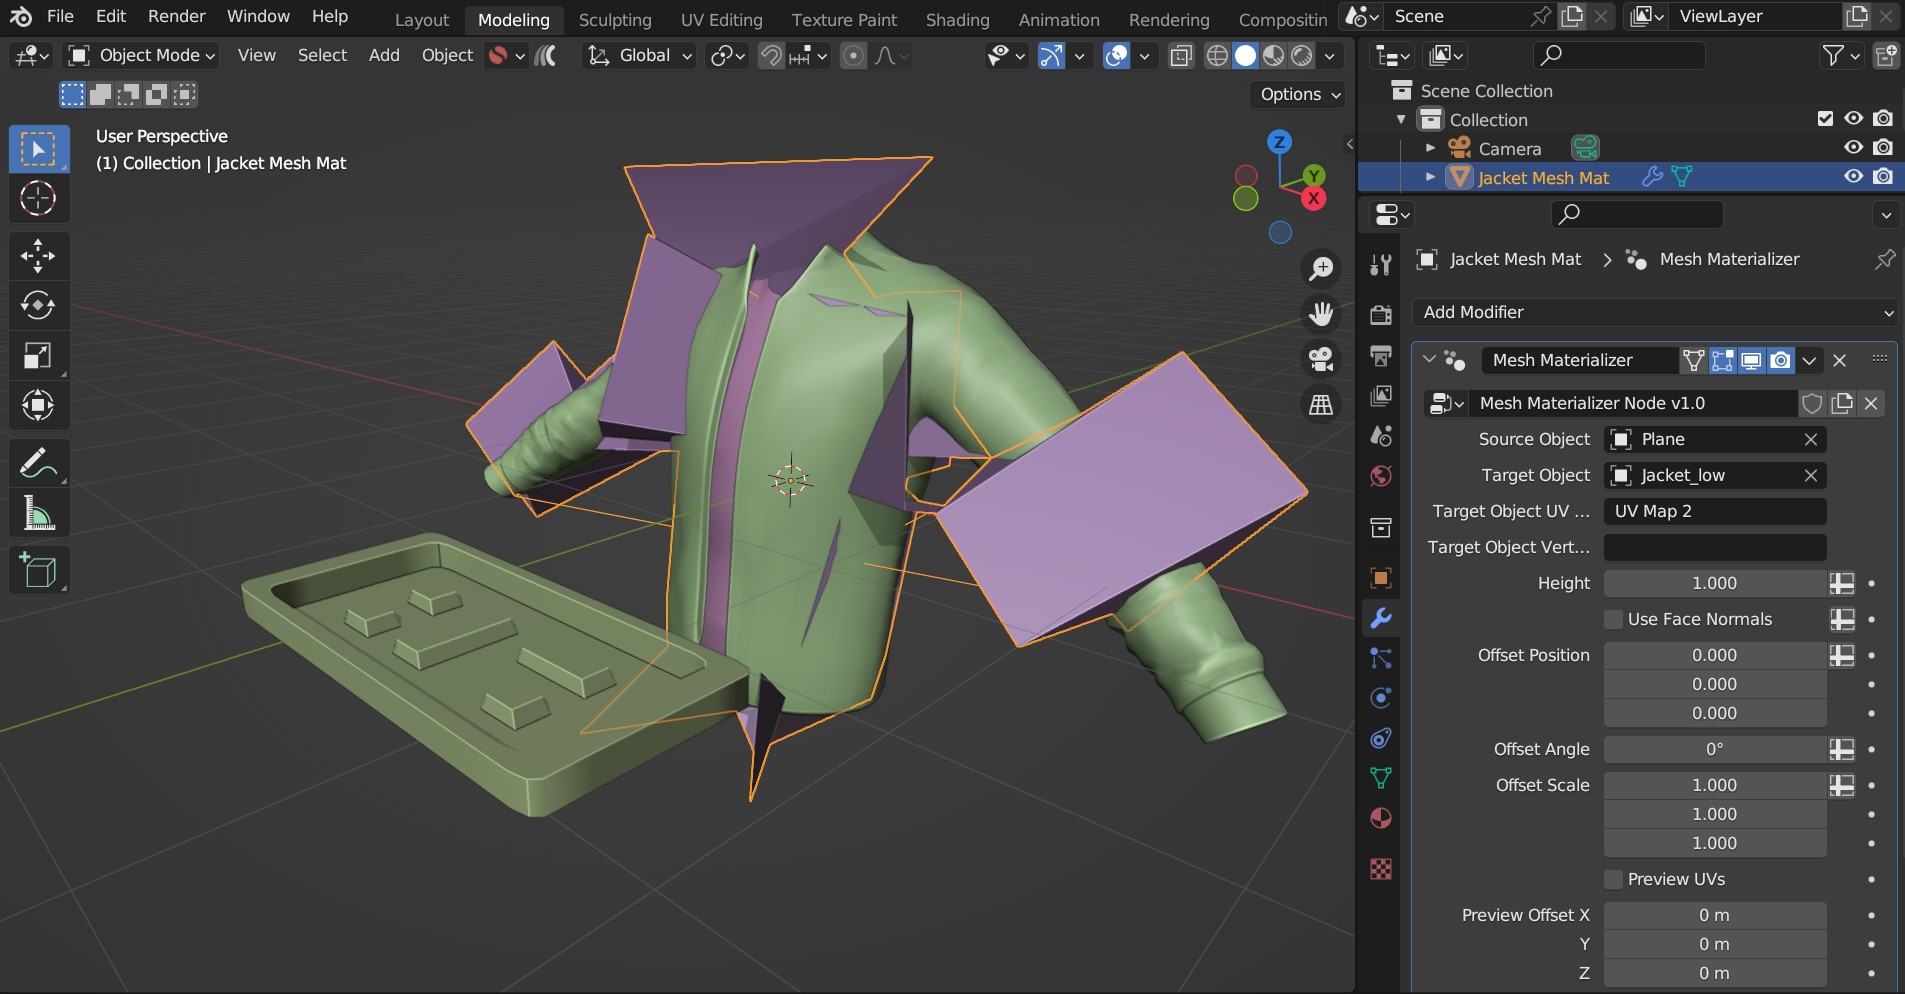 File Edit Render Window Help Layout Modeling Sculpting UV Editing Texture Paint Shading Animation Rendering Compositin Scene ViewLayer
Object Mode View Select Add Object Global
Options
User Perspective
(1) Collection | Jacket Mesh Mat
Z
Y
X
Scene Collection
Collection
Camera
Jacket Mesh Mat
Jacket Mesh Mat > Mesh Materializer
Add Modifier
Mesh Materializer
Mesh Materializer Node v1.0
Source Object Plane
Target Object Jacket_low
Target Object UV ... UV Map 2
Target Object Vert...
Height 1.000
Use Face Normals
Offset Position 0.000
0.000
0.000
Offset Angle 0°
Offset Scale 1.000
1.000
1.000
Preview UVs
Preview Offset X 0 m
Y 0 m
Z 0 m